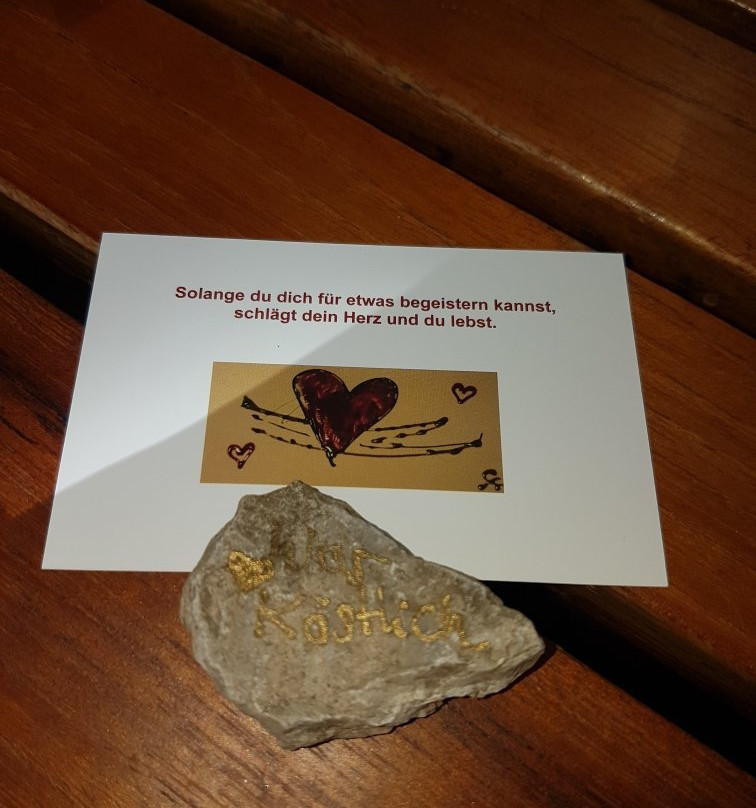 Solange du dich für etwas begeistern kannst,
schlägt dein Herz und du lebst.
Köstlich